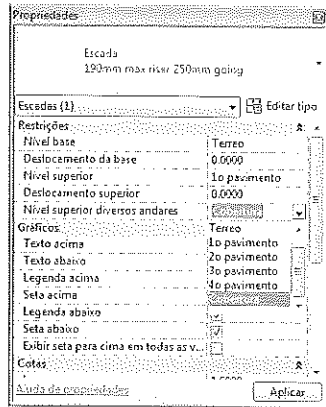 Propriedades
Escada
190mm max riser 250mm going
Escadas (1)
Editar tipo
Restrições
Nível base
Terreo
Deslocamento da base
0.0000
Nível superior
1o pavimento
Deslocamento superior
0.0000
Nível superior diversos andares
Gráficos
Terreo
Texto acima
1o pavimento
Texto abaixo
2o pavimento
Legenda acima
3o pavimento
Seta acima
4o pavimento
Legenda abaixo
Seta abaixo
Exibir seta para cima em todas as v...
Cotas
Ajuda de propriedades
Aplicar